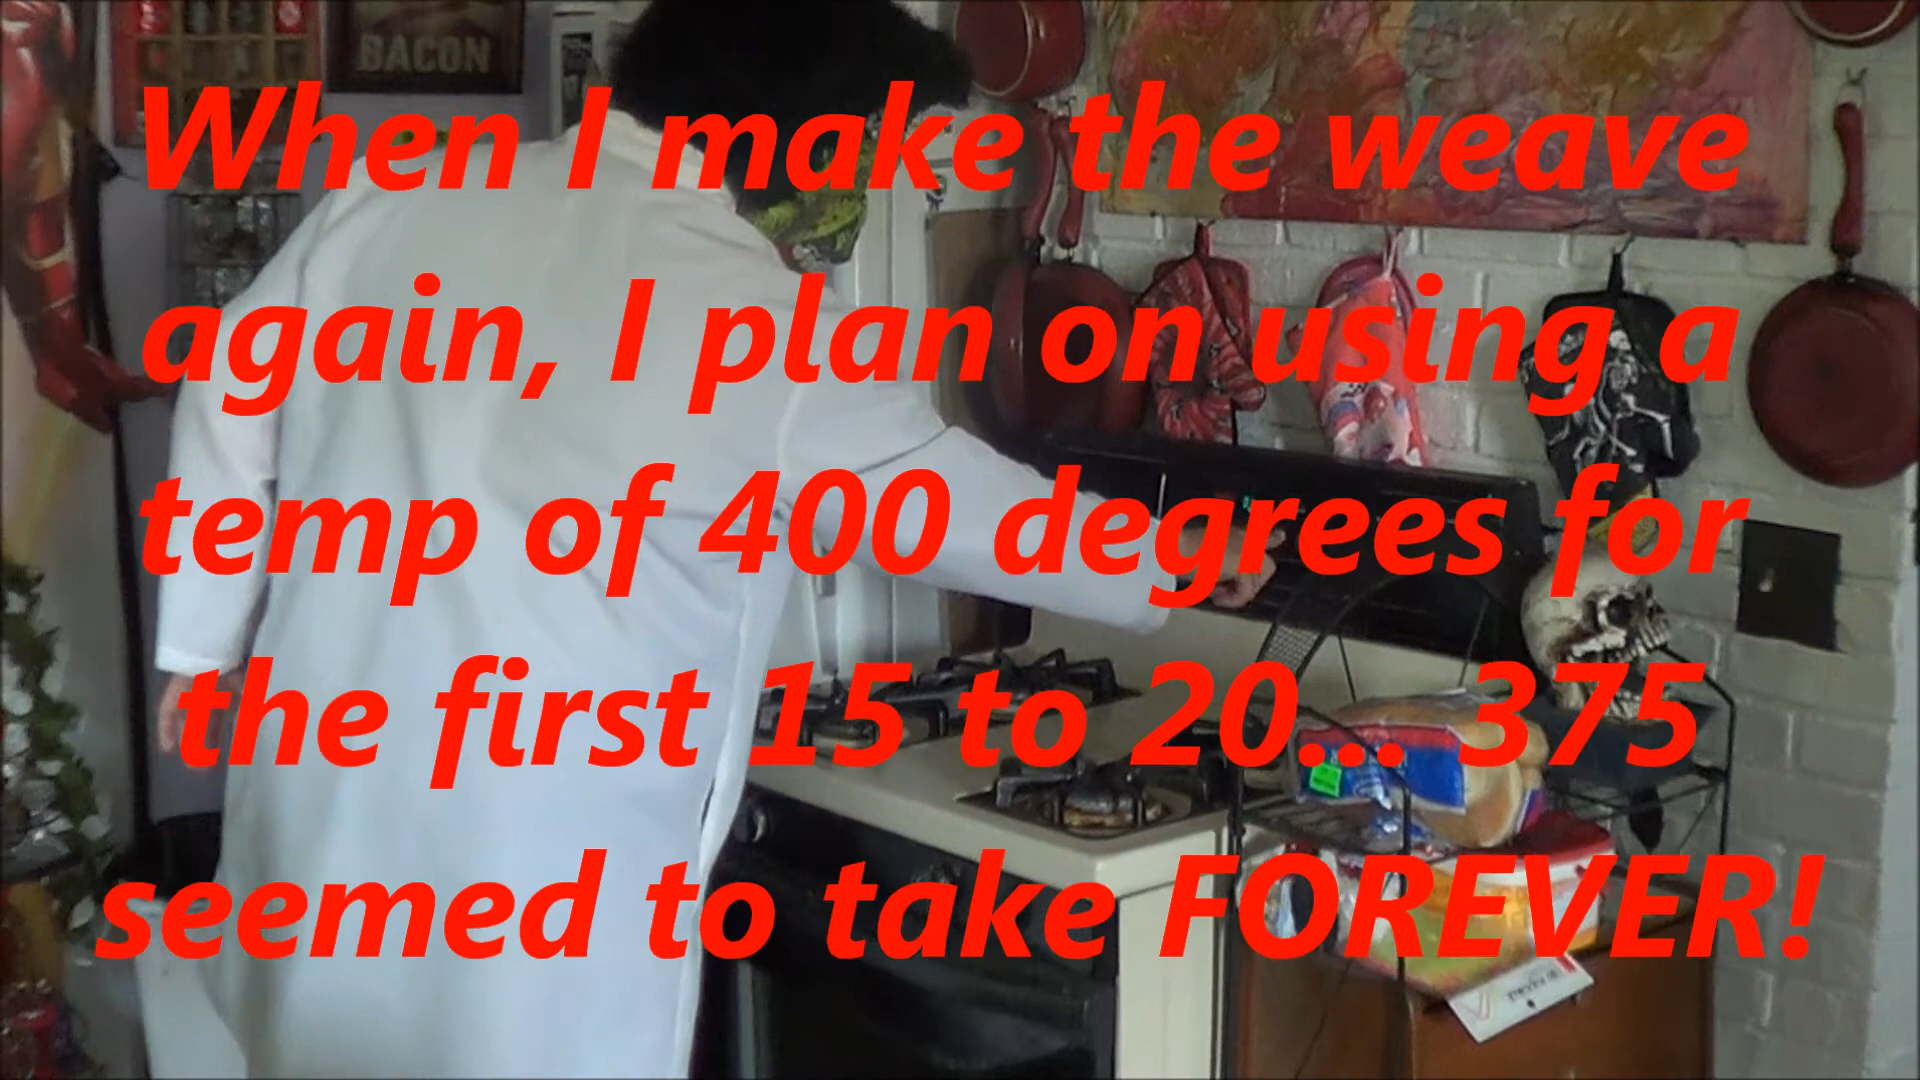 BACON
When I make the weave
again, I plan on using a
temp of 400 degrees for
the first 15 to 20... 375
seemed to take FOREVER!